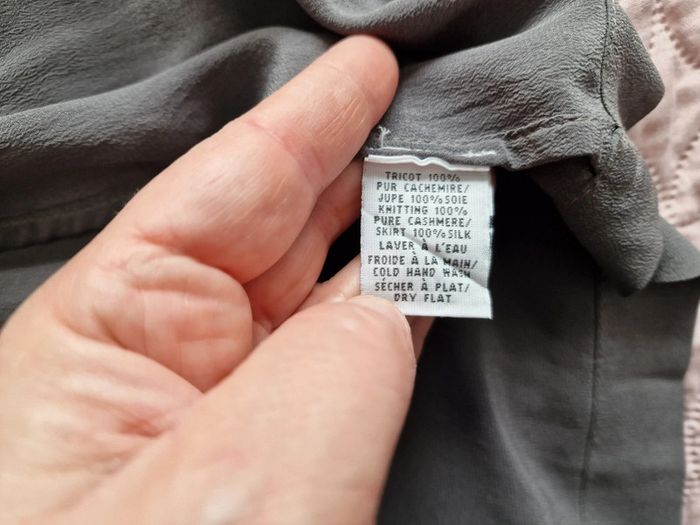 TRICOT 100%
PUR CACHEMIRE/
JUPE 100% SOIE
KNITTING 100%
PURE CASHMERE/
SKIRT 100% SILK
LAVER À L'EAU
FROIDE À LA MAIN/
COLD HAND WASH
SÉCHER À PLAT/
DRY FLAT